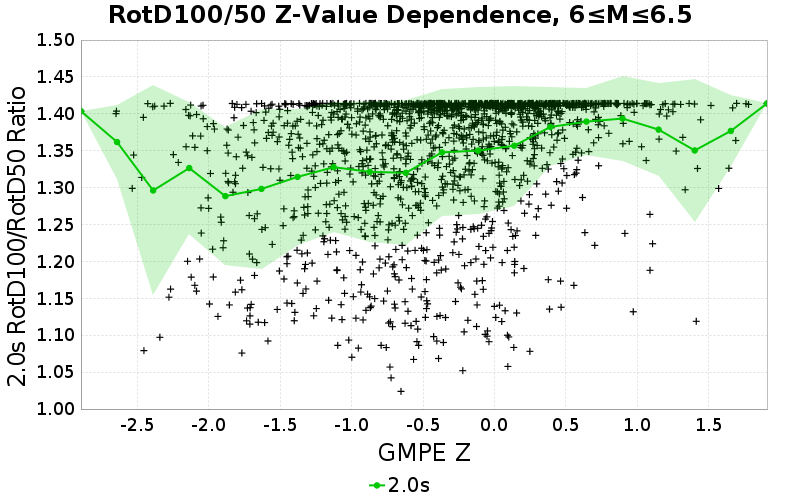 RotD100/50 Z-Value Dependence, 6≤M≤6.5
2.0s RotD100/RotD50 Ratio
1.50
1.45
1.40
1.35
1.30
1.25
1.20
1.15
1.10
1.05
1.00
-2.5 -2.0 -1.5 -1.0 -0.5 0.0 0.5 1.0 1.5
GMPE Z
2.0s